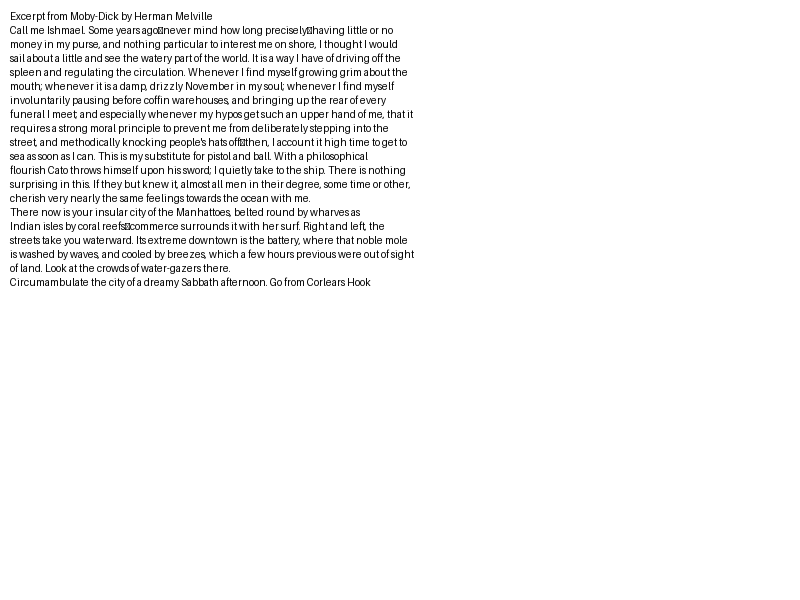 Excerpt from Moby-Dick by Herman Melville
Call me Ishmael. Some years ago□never mind how long precisely□having little or no
money in my purse, and nothing particular to interest me on shore, I thought I would
sail about a little and see the watery part of the world. It is a way I have of driving off the
spleen and regulating the circulation. Whenever I find myself growing grim about the
mouth; whenever it is a damp, drizzly November in my soul; whenever I find myself
involuntarily pausing before coffin warehouses, and bringing up the rear of every
funeral I meet; and especially whenever my hypos get such an upper hand of me, that it
requires a strong moral principle to prevent me from deliberately stepping into the
street, and methodically knocking people's hats off□then, I account it high time to get to
sea as soon as I can. This is my substitute for pistol and ball. With a philosophical
flourish Cato throws himself upon his sword; I quietly take to the ship. There is nothing
surprising in this. If they but knew it, almost all men in their degree, some time or other,
cherish very nearly the same feelings towards the ocean with me.
There now is your insular city of the Manhattoes, belted round by wharves as
Indian isles by coral reefs□commerce surrounds it with her surf. Right and left, the
streets take you waterward. Its extreme downtown is the battery, where that noble mole
is washed by waves, and cooled by breezes, which a few hours previous were out of sight
of land. Look at the crowds of water-gazers there.
Circumambulate the city of a dreamy Sabbath afternoon. Go from Corlears Hook